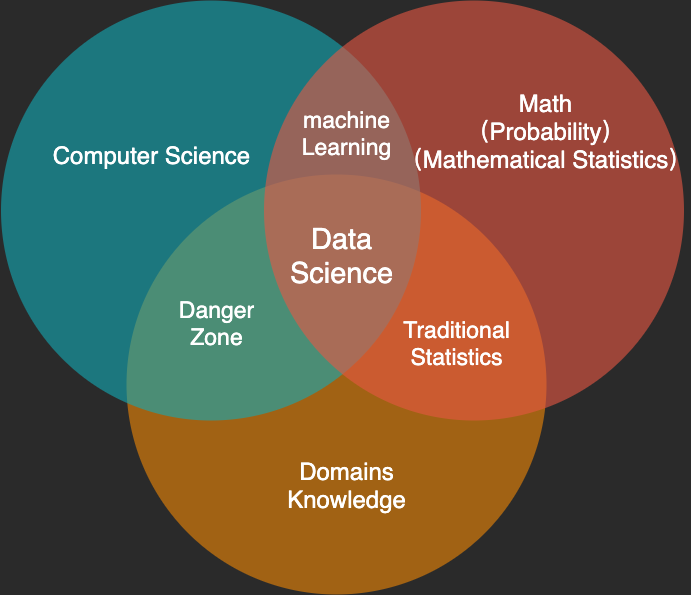 Computer Science
machine
Learning
Math
(Probability)
(Mathematical Statistics)
Data
Science
Danger
Zone
Traditional
Statistics
Domains
Knowledge